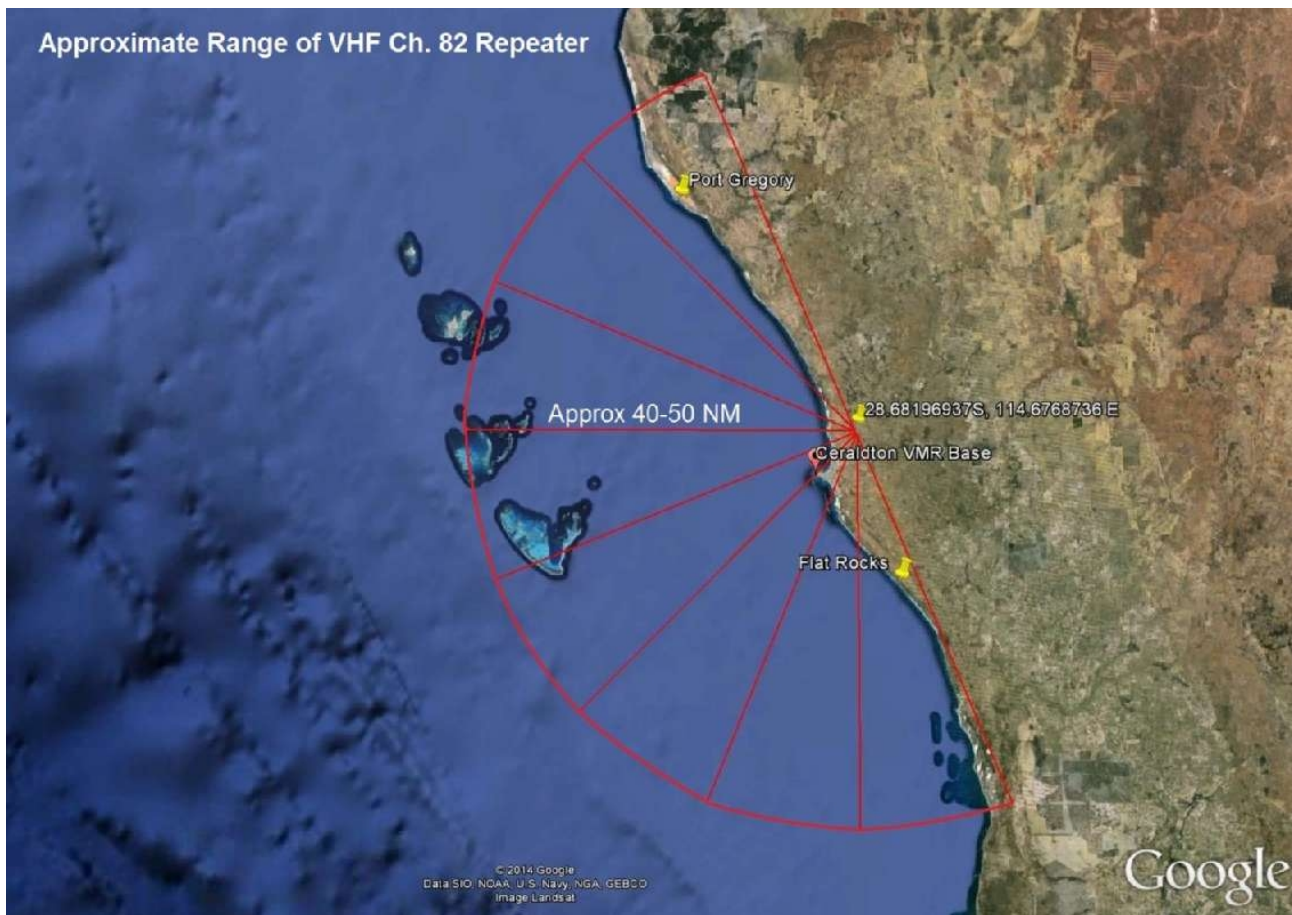 Approximate Range of VHF Ch. 82 Repeater
Port Gregory
28.68196937S, 114.6768736 E
Approx 40-50 NM
Ceraldton VMR Base
Flat Rocks
© 2014 Google
Data SIO, NOAA, U.S. Navy, NGA, GEBCO
Image Landsat
Google